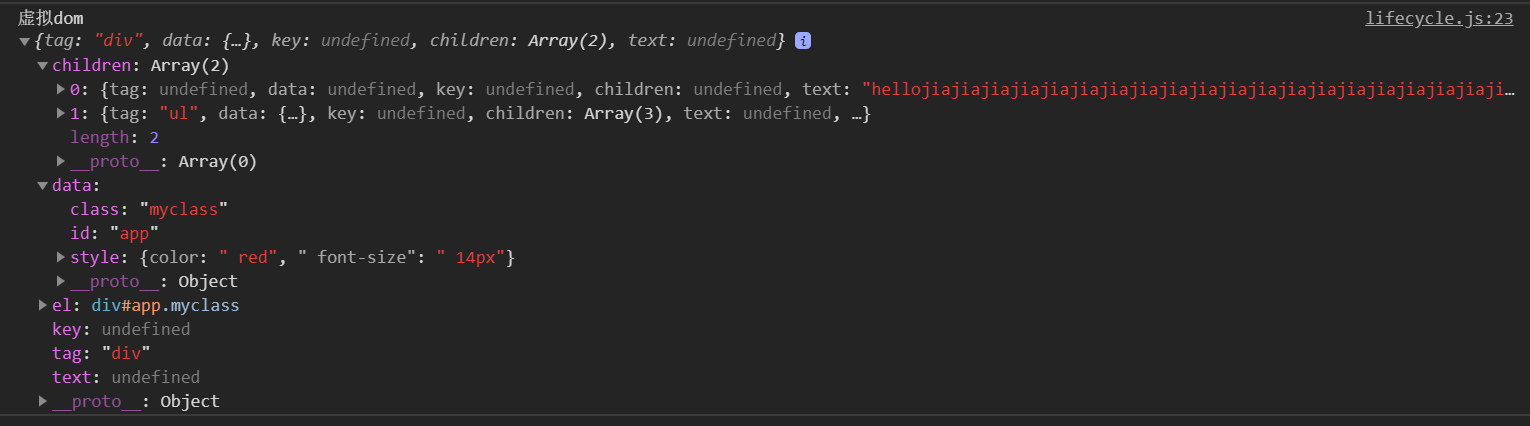 虚拟dom lifecycle.js:23
{tag: "div", data: {…}, key: undefined, children: Array(2), text: undefined} i
children: Array(2)
0: {tag: undefined, data: undefined, key: undefined, children: undefined, text: "hellojiajiajiajiajiajiajiajiajiajiajiajiajiajiajiajiajiajiajiajiaji…
1: {tag: "ul", data: {…}, key: undefined, children: Array(3), text: undefined, …}
length: 2
__proto__: Array(0)
data:
class: "myclass"
id: "app"
style: {color: " red", " font-size": " 14px"}
__proto__: Object
el: div#app.myclass
key: undefined
tag: "div"
text: undefined
__proto__: Object